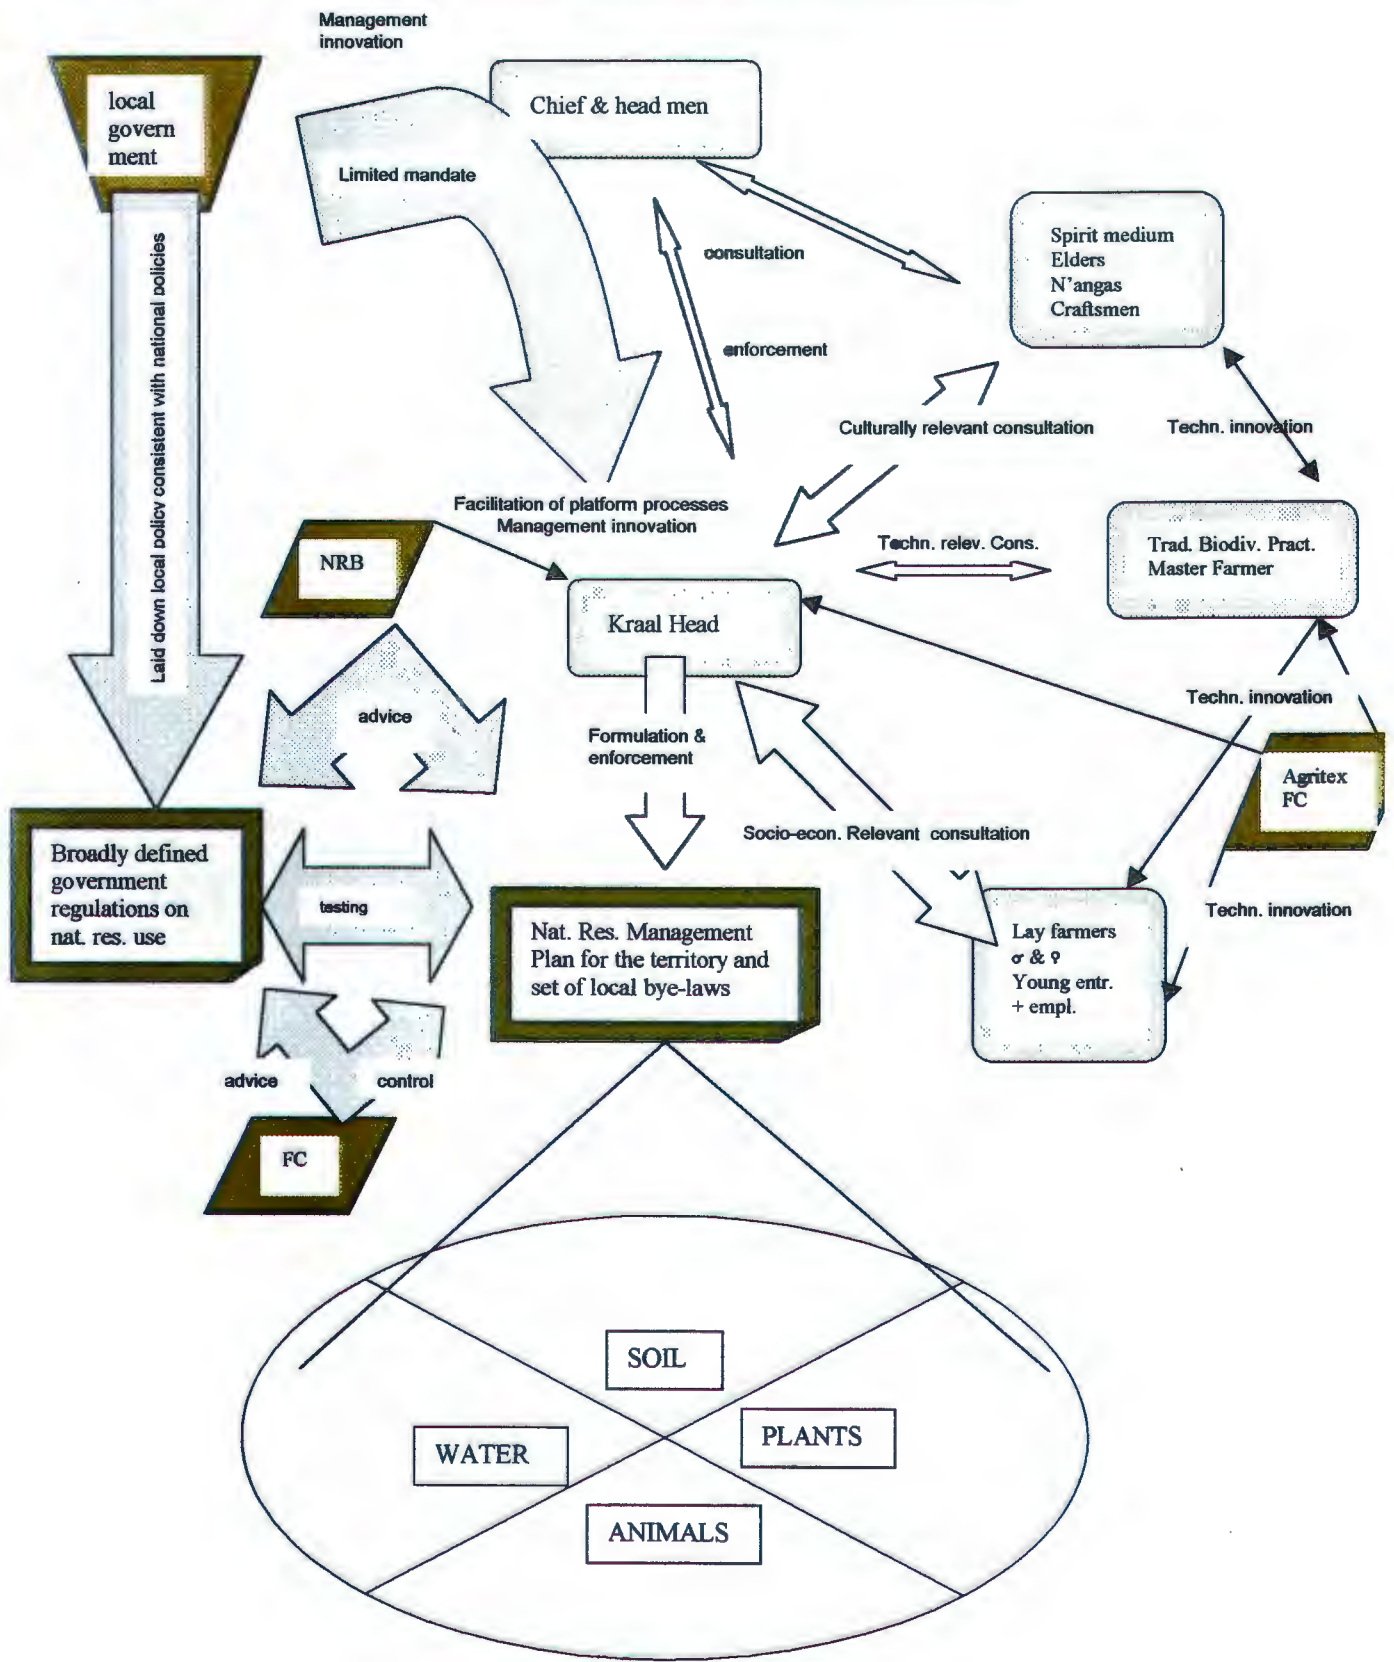 Management
innovation
local
govern
ment
Chief & head men
Limited mandate
Laid down local policy consistent with national policies
consultation
Spirit medium
Elders
N'angas
Craftsmen
enforcement
Culturally relevant consultation
Techn. innovation
Facilitation of platform processes
Management innovation
NRB
Techn. relev. Cons.
Trad. Biodiv. Pract.
Master Farmer
Kraal Head
advice
Formulation &
enforcement
Techn. innovation
Agritex
FC
Socio-econ. Relevant consultation
Broadly defined
government
regulations on
nat. res. use
testing
Nat. Res. Management
Plan for the territory and
set of local bye-laws
Lay farmers
♂ & ♀
Young entr.
+ empl.
Techn. innovation
advice
control
FC
SOIL
PLANTS
WATER
ANIMALS